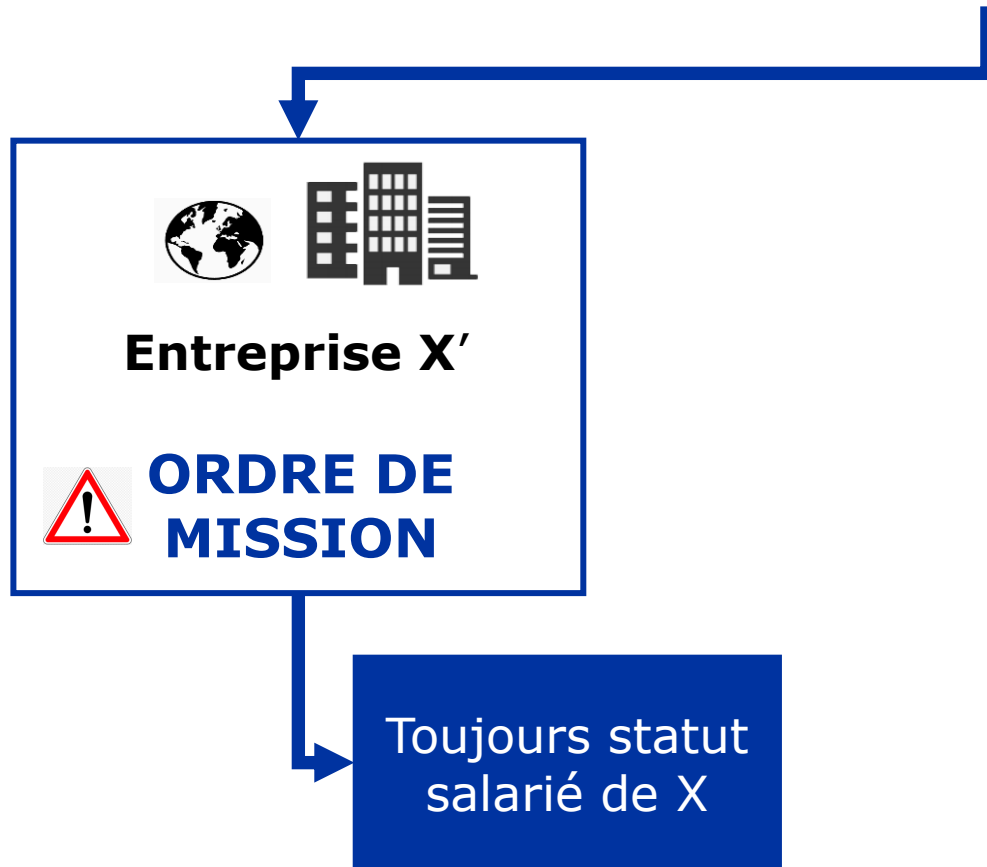 Entreprise X’
ORDRE DE
MISSION
Toujours statut
salarié de X